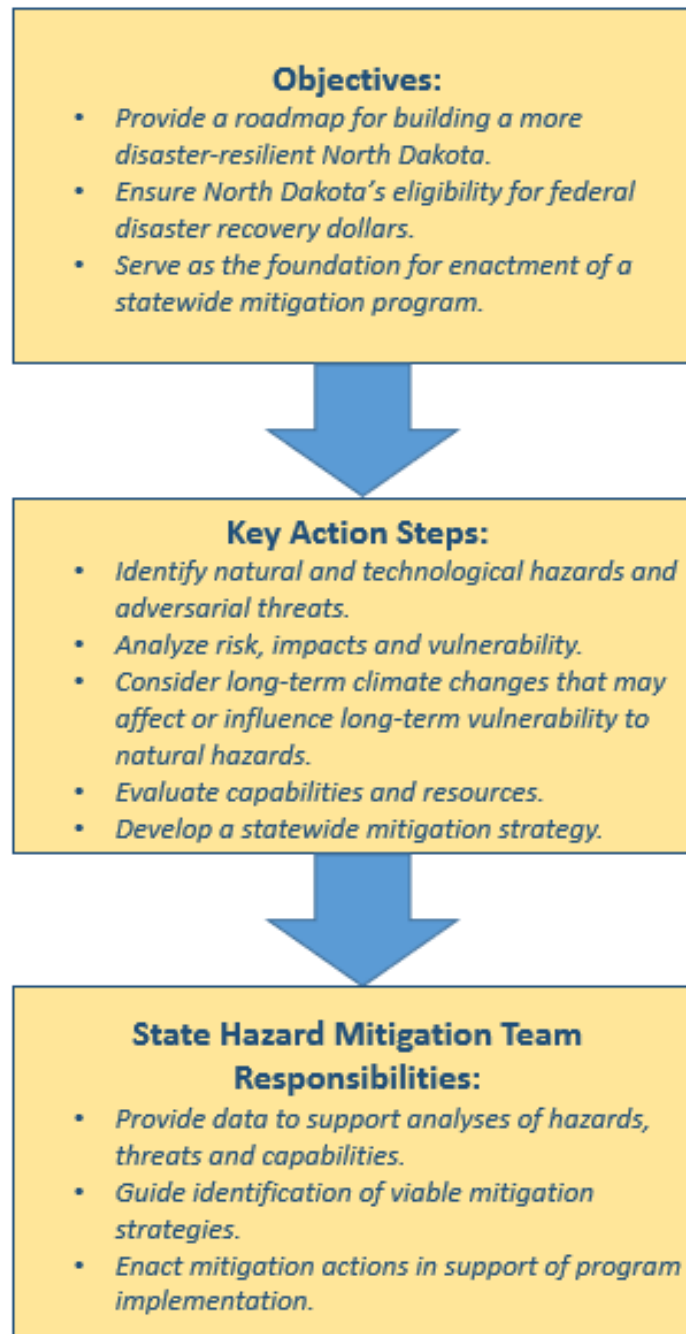 Objectives:
• Provide a roadmap for building a more
disaster-resilient North Dakota.
• Ensure North Dakota’s eligibility for federal
disaster recovery dollars.
• Serve as the foundation for enactment of a
statewide mitigation program.
Key Action Steps:
• Identify natural and technological hazards and
adversarial threats.
• Analyze risk, impacts and vulnerability.
• Consider long-term climate changes that may
affect or influence long-term vulnerability to
natural hazards.
• Evaluate capabilities and resources.
• Develop a statewide mitigation strategy.
State Hazard Mitigation Team
Responsibilities:
• Provide data to support analyses of hazards,
threats and capabilities.
• Guide identification of viable mitigation
strategies.
• Enact mitigation actions in support of program
implementation.